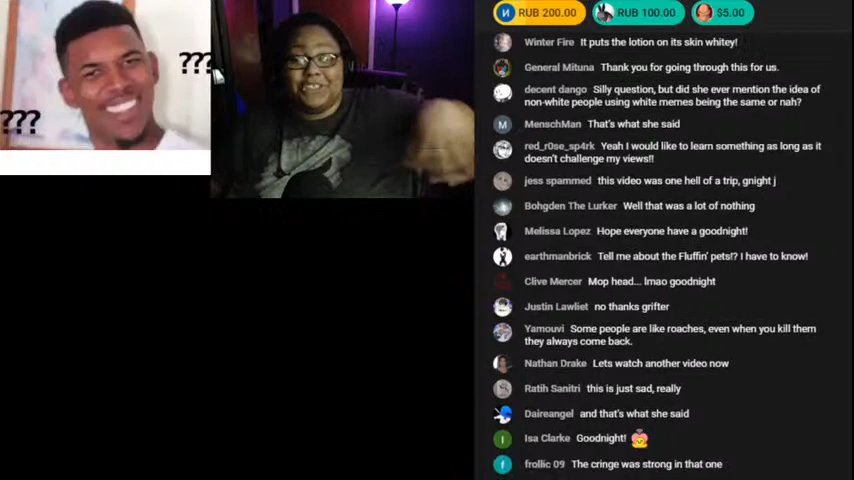 ???
???
И RUB 200.00 RUB 100.00 $5.00
Winter Fire It puts the lotion on its skin whitey!
General Mituna Thank you for going through this for us.
decent dango Silly question, but did she ever mention the idea of
non-white people using white memes being the same or nah?
M MenschMan That's what she said
red_r0se_sp4rk Yeah I would like to learn something as long as it
doesn't challenge my views!!
jess spammed this video was one hell of a trip, gnight j
Bohgden The Lurker Well that was a lot of nothing
Melissa Lopez Hope everyone have a goodnight!
earthmanbrick Tell me about the Fluffin' pets!? I have to know!
Clive Mercer Mop head... lmao goodnight
Justin Lawliet no thanks grifter
Yamouvi Some people are like roaches, even when you kill them
they always come back.
Nathan Drake Lets watch another video now
Ratih Sanitri this is just sad, really
Daireangel and that's what she said
I Isa Clarke Goodnight!
f frollic 09 The cringe was strong in that one